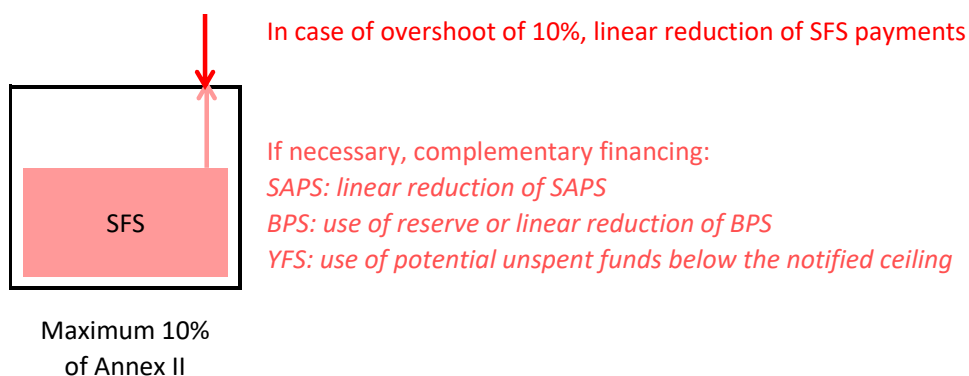 In case of overshoot of 10%, linear reduction of SFS payments
If necessary, complementary financing:
SAPS: linear reduction of SAPS
BPS: use of reserve or linear reduction of BPS
YFS: use of potential unspent funds below the notified ceiling
SFS
Maximum 10%
of Annex II